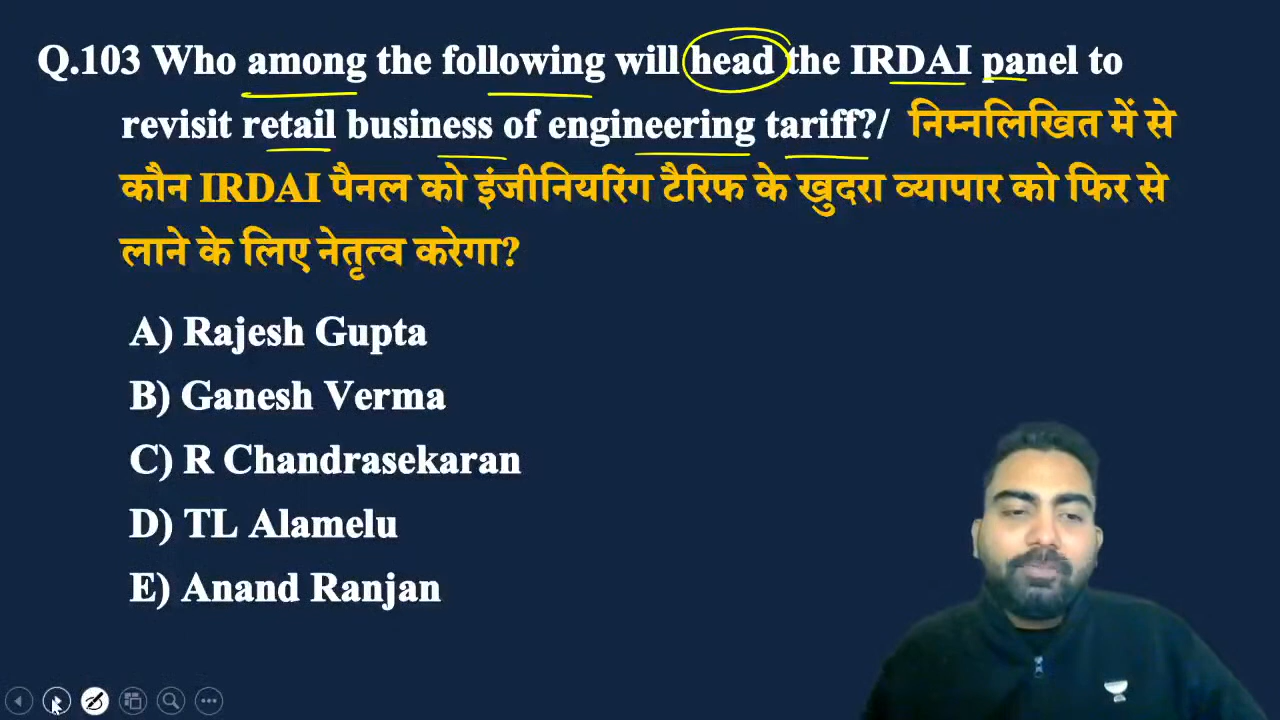 Q.103 Who among the following will head the IRDAI panel to
revisit retail business of engineering tariff?/ निम्नलिखित में से
कौन IRDAI पैनल को इंजीनियरिंग टैरिफ के खुदरा व्यापार को फिर से
लाने के लिए नेतृत्व करेगा?
A) Rajesh Gupta
B) Ganesh Verma
C) R Chandrasekaran
D) TL Alamelu
E) Anand Ranjan